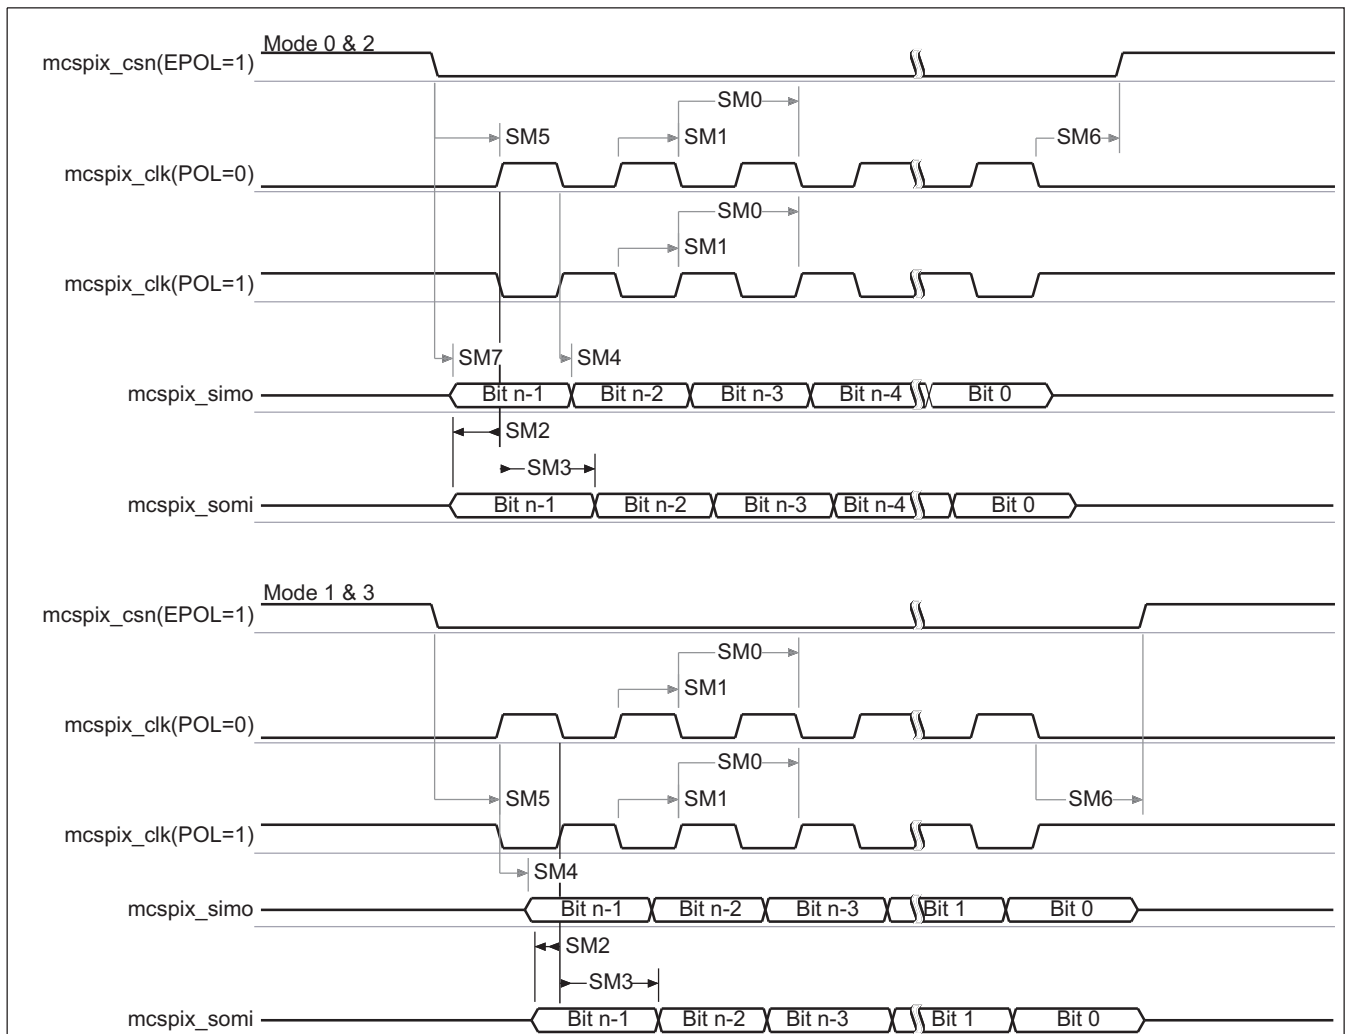 Mode 0 & 2
mcspix_csn(EPOL=1)
SM0
SM5
SM1
SM6
mcspix_clk(POL=0)
SM0
SM1
mcspix_clk(POL=1)
SM7
SM4
mcspix_simo
Bit n-1
Bit n-2
Bit n-3
Bit n-4
Bit 0
SM2
SM3
mcspix_somi
Bit n-1
Bit n-2
Bit n-3
Bit n-4
Bit 0
Mode 1 & 3
mcspix_csn(EPOL=1)
SM0
SM1
mcspix_clk(POL=0)
SM0
SM5
SM1
SM6
mcspix_clk(POL=1)
SM4
mcspix_simo
Bit n-1
Bit n-2
Bit n-3
Bit 1
Bit 0
SM2
SM3
mcspix_somi
Bit n-1
Bit n-2
Bit n-3
Bit 1
Bit 0